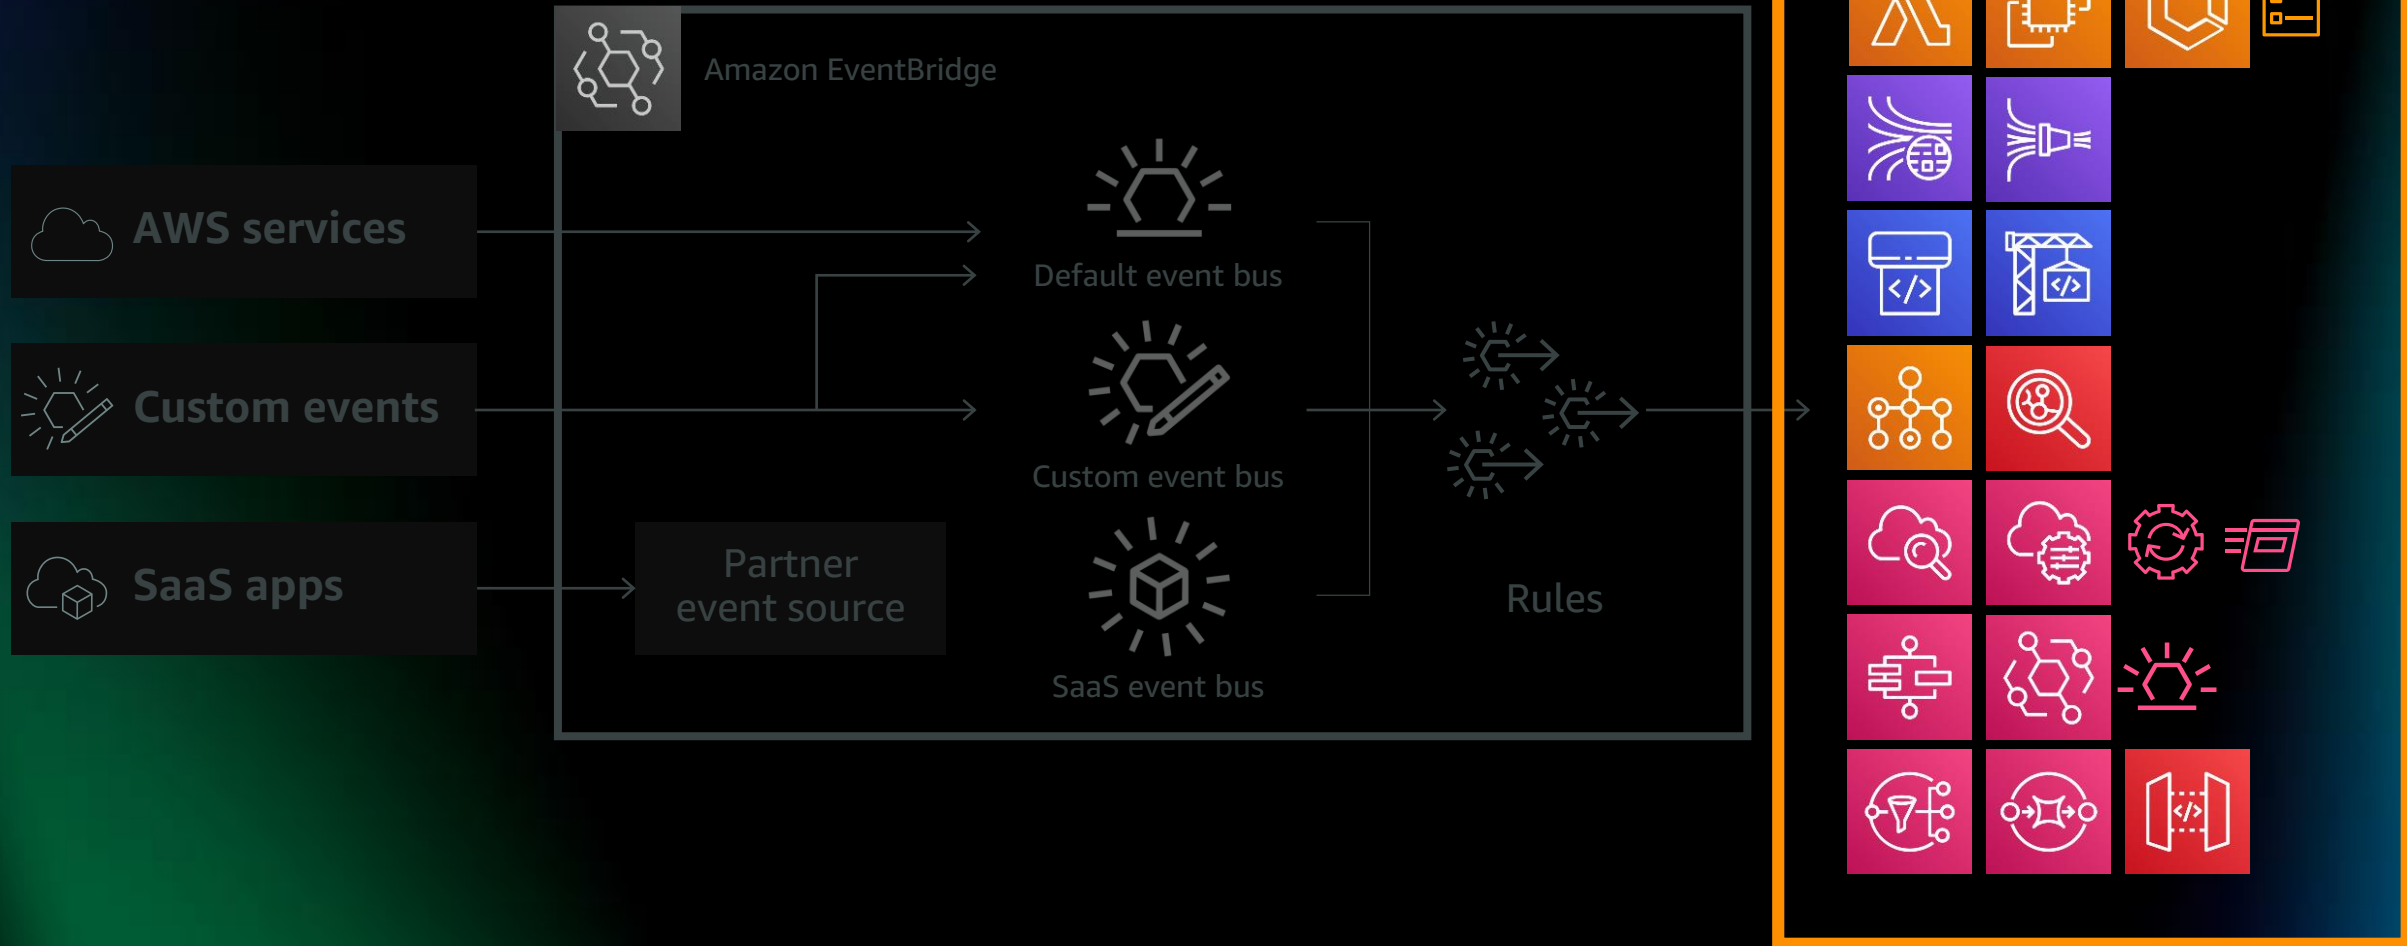 Amazon EventBridge
AWS services
Default event bus
Custom events
Custom event bus
SaaS apps
Partner
event source
Rules
SaaS event bus